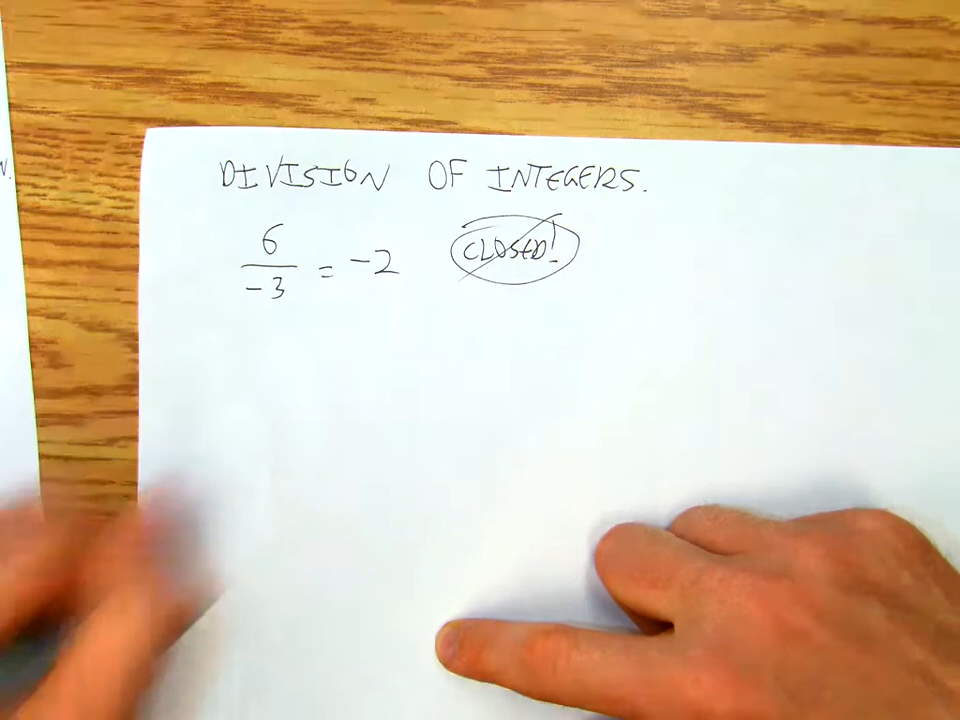 DIVISION OF INTEGERS.
6/-3 = -2 CLOSED!
N.